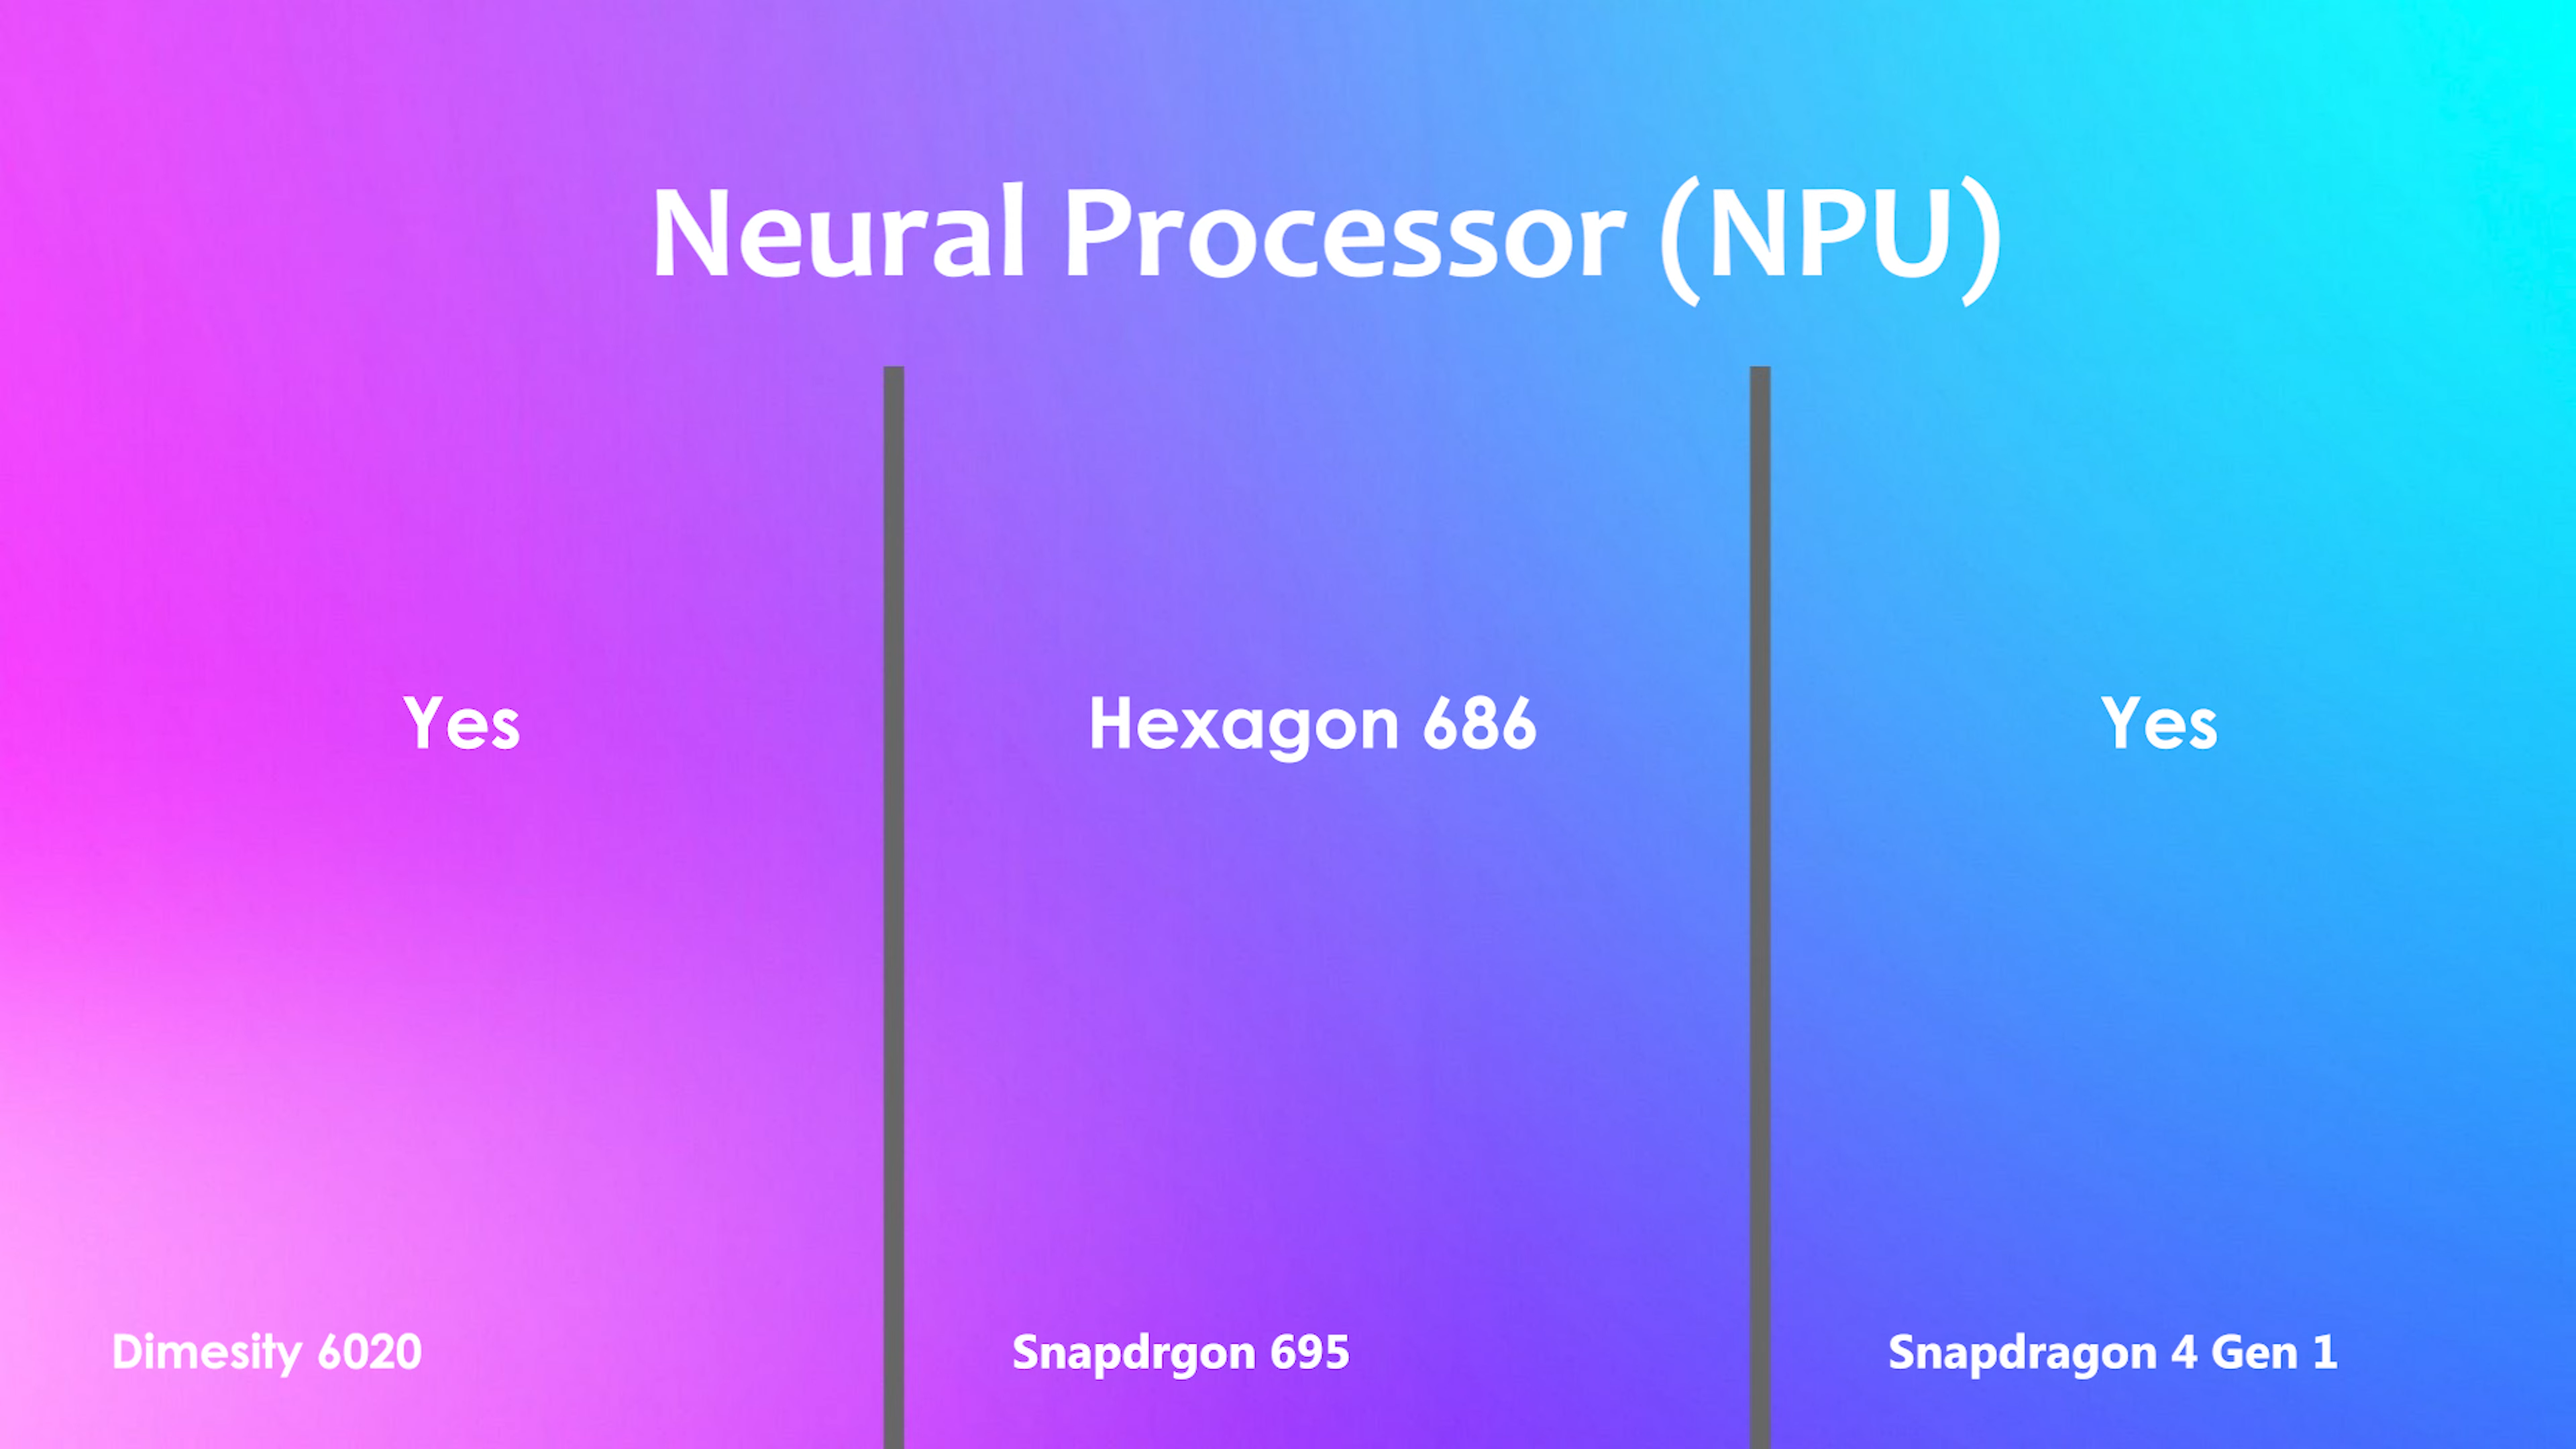 Neural Processor (NPU)
Yes
Hexagon 686
Yes
Dimesity 6020
Snapdrgon 695
Snapdragon 4 Gen 1